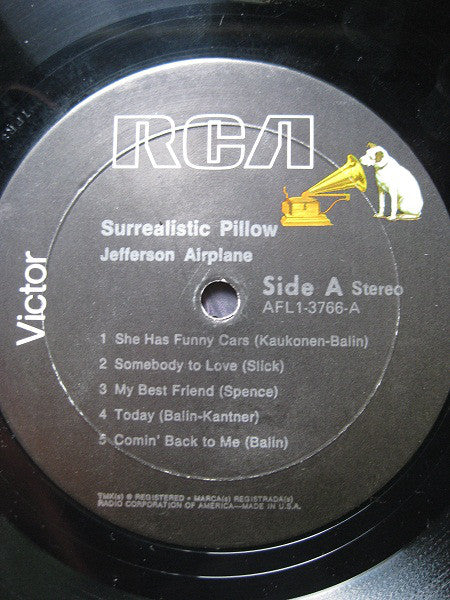 RCA
Victor
Surrealistic Pillow
Jefferson Airplane
Side A Stereo
AFL1-3766-A
1 She Has Funny Cars (Kaukonen-Balin)
2 Somebody to Love (Slick)
3 My Best Friend (Spence)
4 Today (Balin-Kantner)
5 Comin' Back to Me (Balin)
TMK(s) ® REGISTERED • MARCA(s) REGISTRADA(s)
RADIO CORPORATION OF AMERICA—MADE IN U.S.A.